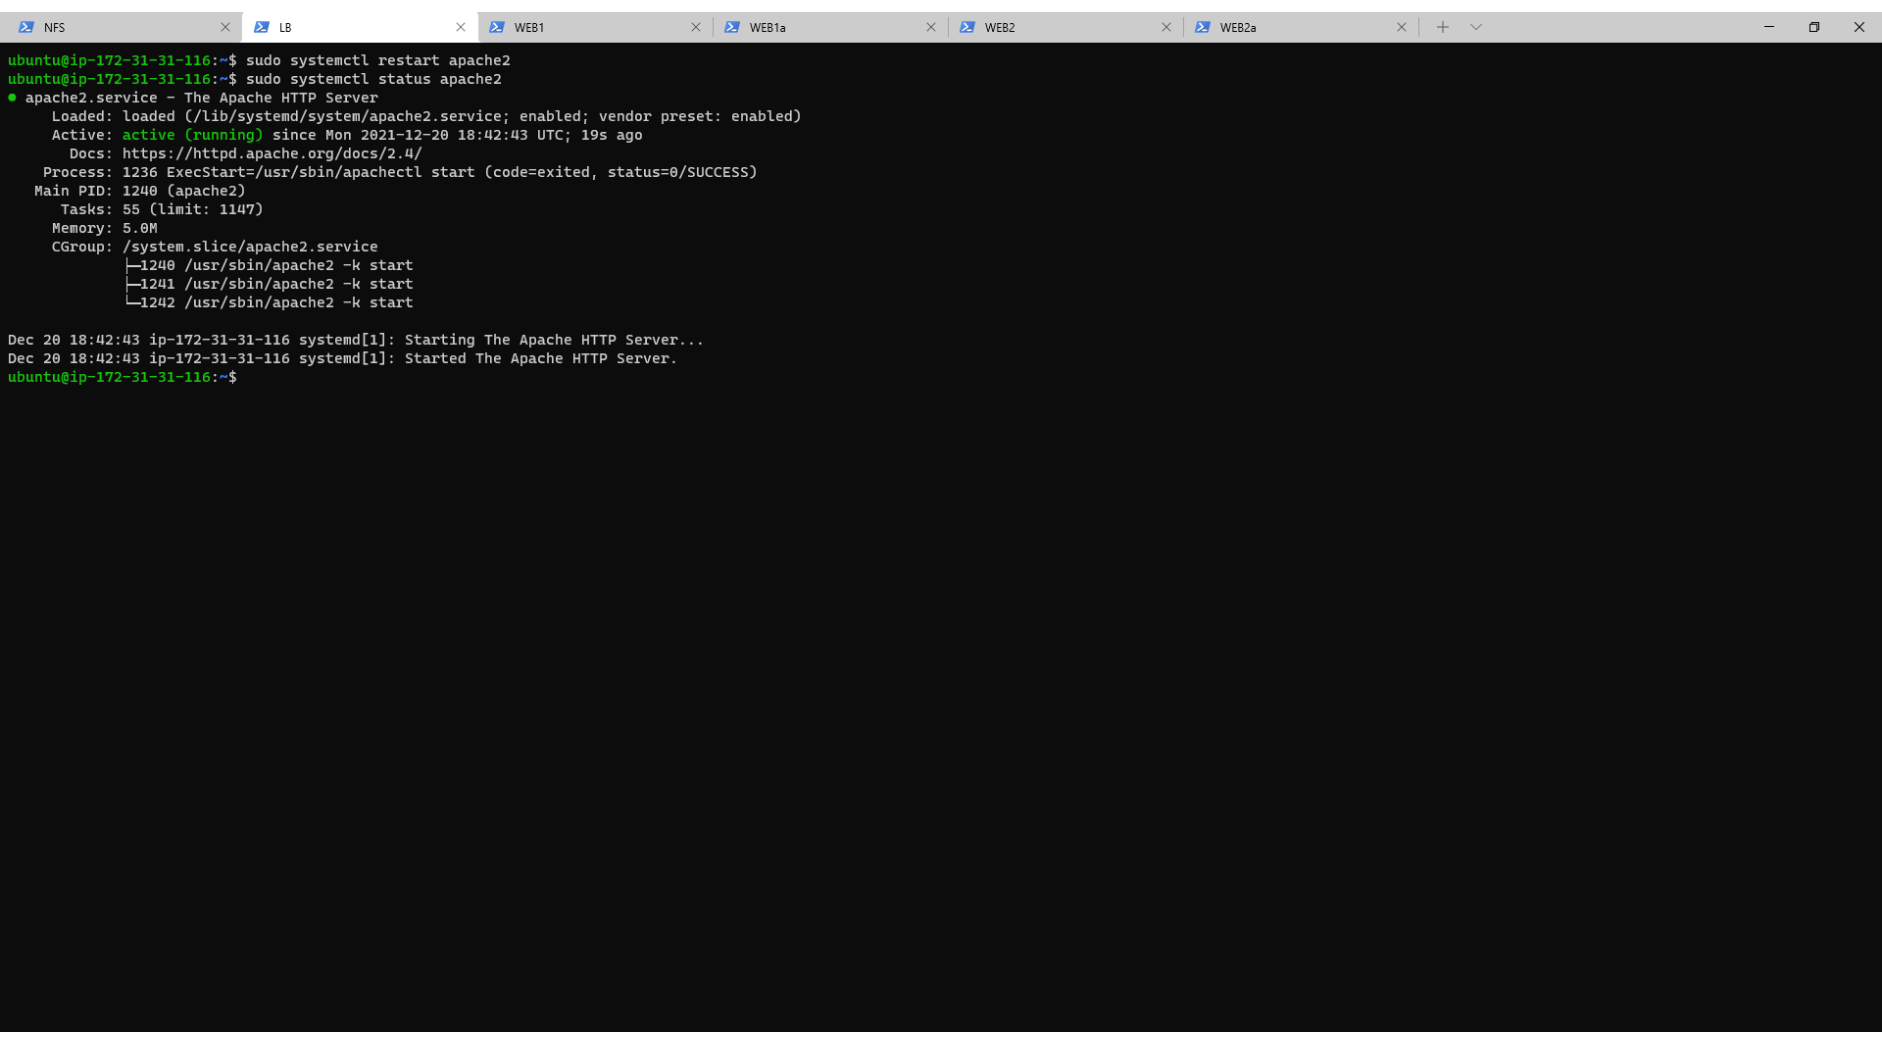 NFS
LB
WEB1
WEB1a
WEB2
WEB2a
ubuntu@ip-172-31-31-116:~$ sudo systemctl restart apache2
ubuntu@ip-172-31-31-116:~$ sudo systemctl status apache2
● apache2.service - The Apache HTTP Server
     Loaded: loaded (/lib/systemd/system/apache2.service; enabled; vendor preset: enabled)
     Active: active (running) since Mon 2021-12-20 18:42:43 UTC; 19s ago
       Docs: https://httpd.apache.org/docs/2.4/
    Process: 1236 ExecStart=/usr/sbin/apachectl start (code=exited, status=0/SUCCESS)
   Main PID: 1240 (apache2)
      Tasks: 55 (limit: 1147)
     Memory: 5.0M
     CGroup: /system.slice/apache2.service
             ├─1240 /usr/sbin/apache2 -k start
             ├─1241 /usr/sbin/apache2 -k start
             └─1242 /usr/sbin/apache2 -k start
Dec 20 18:42:43 ip-172-31-31-116 systemd[1]: Starting The Apache HTTP Server...
Dec 20 18:42:43 ip-172-31-31-116 systemd[1]: Started The Apache HTTP Server.
ubuntu@ip-172-31-31-116:~$